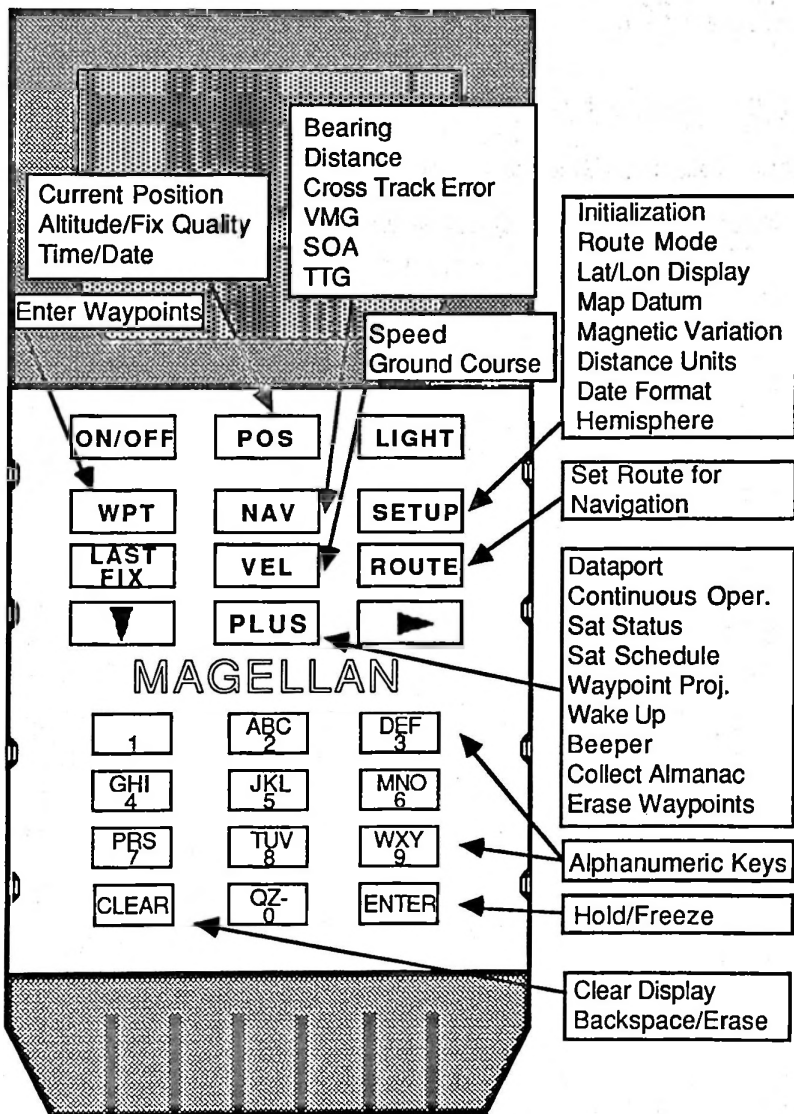 Bearing
Distance
Cross Track Error
VMG
SOA
TTG
Current Position
Altitude/Fix Quality
Time/Date
Enter Waypoints
Speed
Ground Course
Initialization
Route Mode
Lat/Lon Display
Map Datum
Magnetic Variation
Distance Units
Date Format
Hemisphere
Set Route for
Navigation
Dataport
Continuous Oper.
Sat Status
Sat Schedule
Waypoint Proj.
Wake Up
Beeper
Collect Almanac
Erase Waypoints
Alphanumeric Keys
Hold/Freeze
Clear Display
Backspace/Erase
ON/OFF POS LIGHT
WPT NAV SETUP
LAST
FIX VEL ROUTE
PLUS
MAGELLAN
ABC DEF
1 2 3
GHI JKL MNO
4 5 6
PRS TUV WXY
7 8 9
CLEAR QZ- ENTER
0